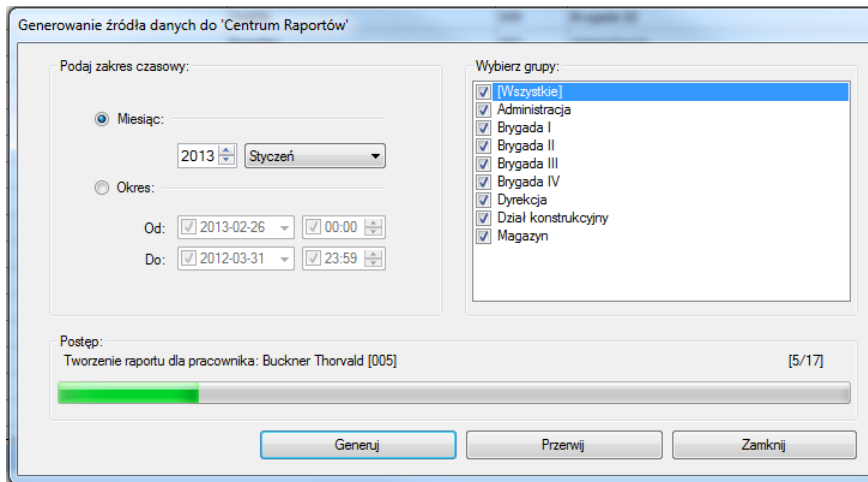 Generowanie źródła danych do 'Centrum Raportów'
Podaj zakres czasowy:
Miesiąc:
2013 Styczeń
Okres:
Od: 2013-02-26 00:00
Do: 2012-03-31 23:59
Wybierz grupy:
[Wszystkie]
Administracja
Brygada I
Brygada II
Brygada III
Brygada IV
Dyrekcja
Dział konstrukcyjny
Magazyn
Postęp:
Tworzenie raportu dla pracownika: Buckner Thorvald [005] [5/17]
Generuj Przerwij Zamknij